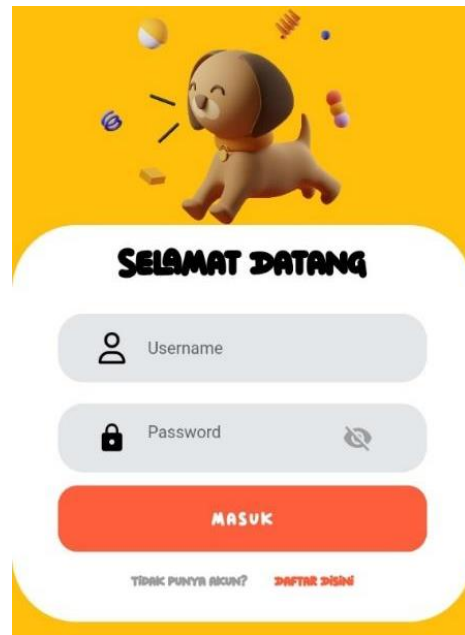 SELAMAT DATANG
Username
Password
MASUK
TIDAK PUNYA AKUN? DAFTAR DISINI